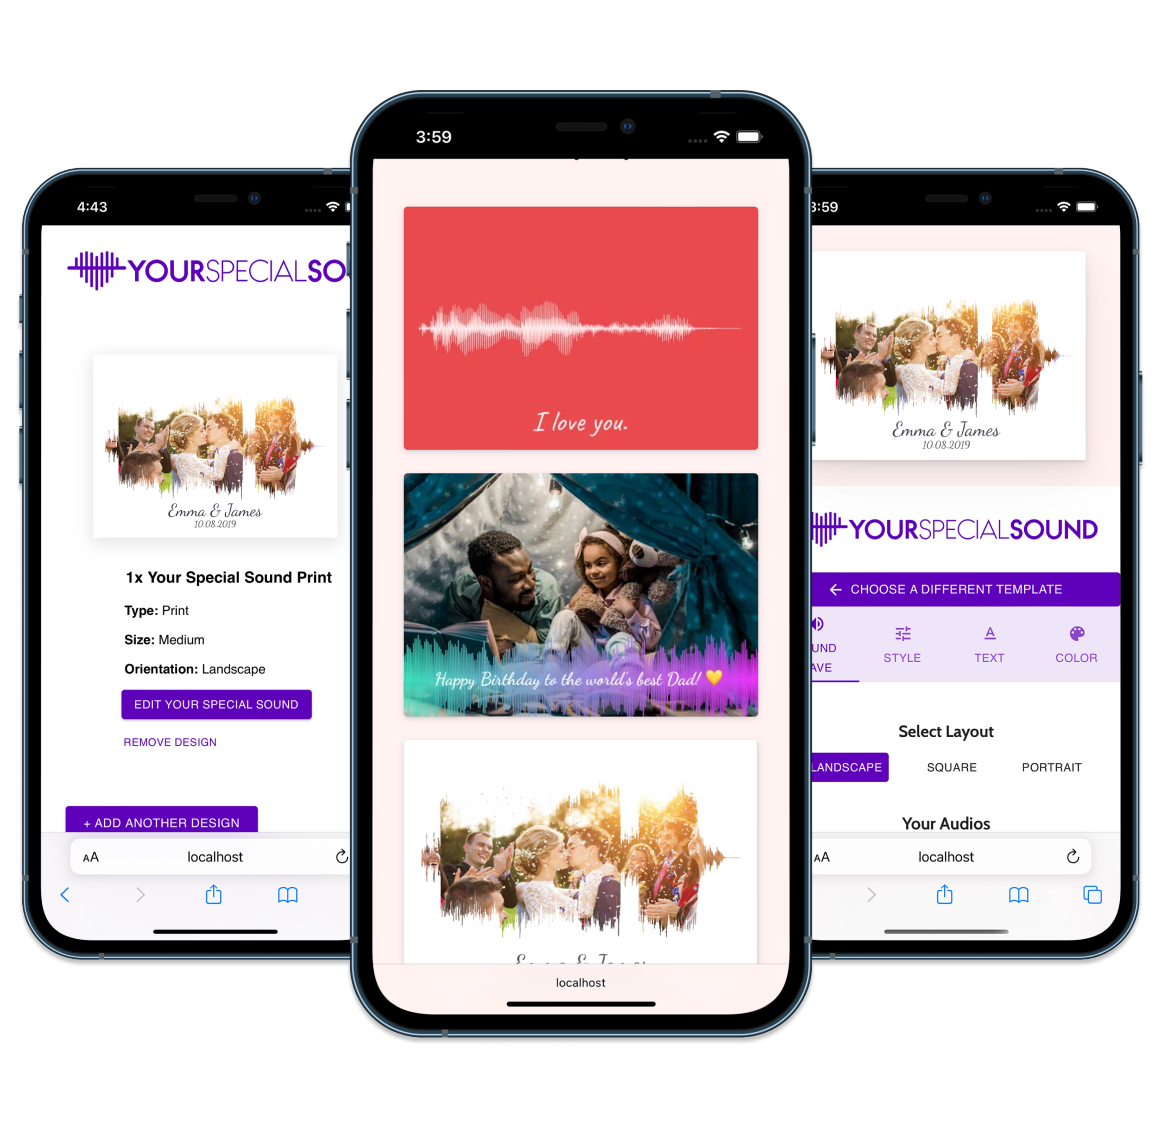 4:43
YOURSPECIALSO
Emma & James
10.08.2019
1x Your Special Sound Print
Type: Print
Size: Medium
Orientation: Landscape
EDIT YOUR SPECIAL SOUND
REMOVE DESIGN
+ ADD ANOTHER DESIGN
AA localhost
3:59
I love you.
Happy Birthday to the world's best Dad! 💛
Emma & James
localhost
3:59
Emma & James
10.08.2019
YOURSPECIALSOUND
← CHOOSE A DIFFERENT TEMPLATE
UND
AVE
STYLE
TEXT
COLOR
Select Layout
LANDSCAPE SQUARE PORTRAIT
Your Audios
AA localhost